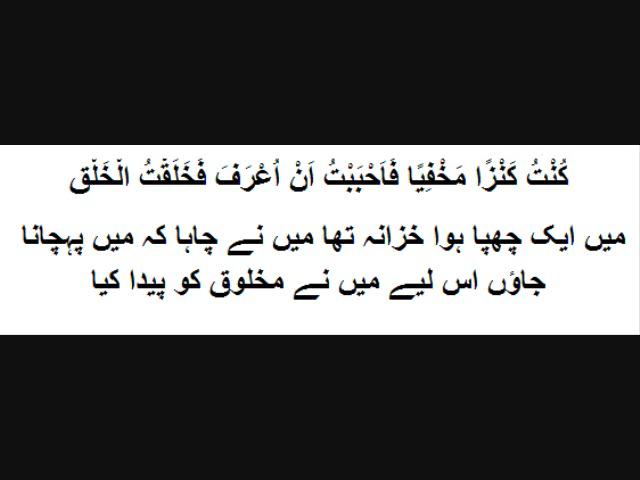 كُنْتُ كَنْزًا مَخْفِيًا فَاَحْبَبْتُ اَنْ اُعْرَفَ فَخَلَقْتُ الْخَلْق
میں ایک چھپا ہوا خزانہ تھا میں نے چاہا کہ میں پہچانا
جاؤں اس لیے میں نے مخلوق کو پیدا کیا